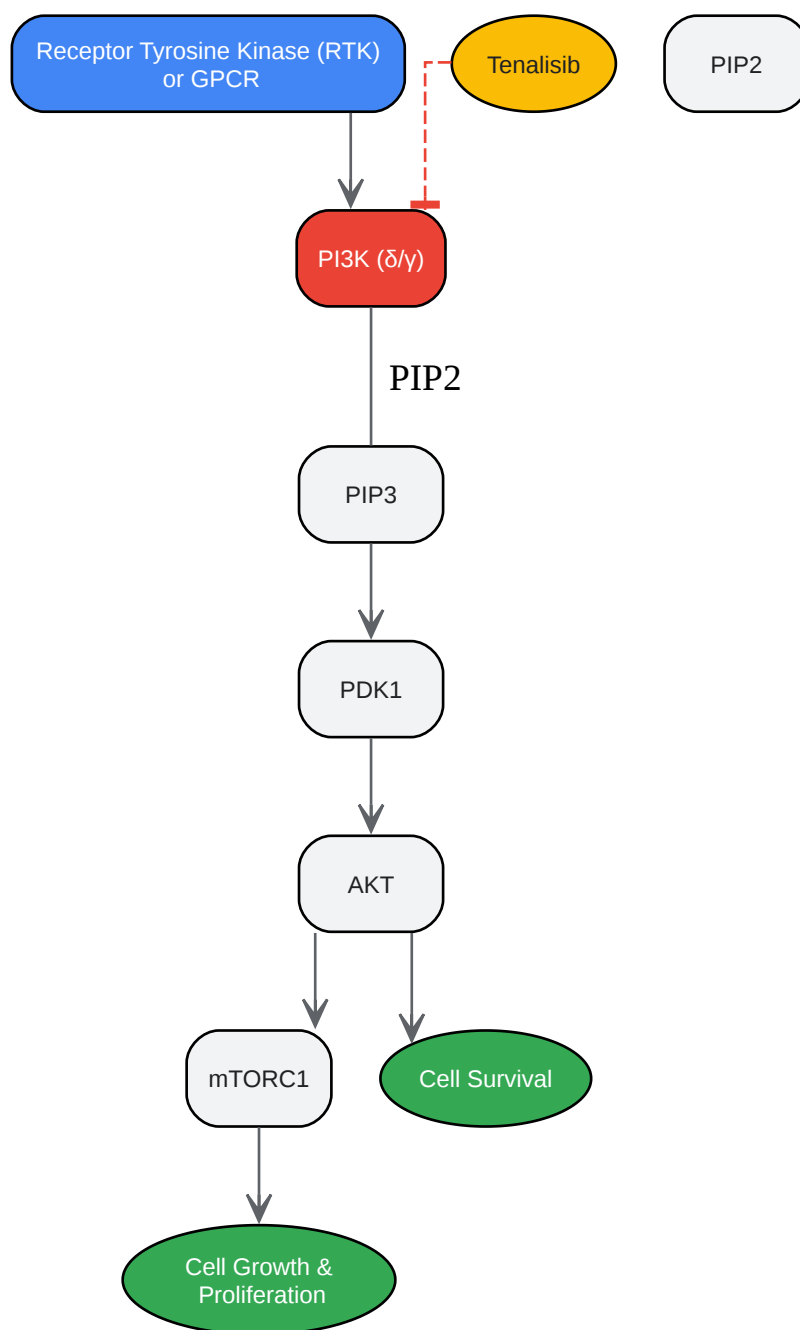 Receptor Tyrosine Kinase (RTK)
or GPCR
Tenalisib
PIP2
PI3K (δ/γ)
PIP2
PIP3
PDK1
AKT
mTORC1
Cell Survival
Cell Growth &
Proliferation